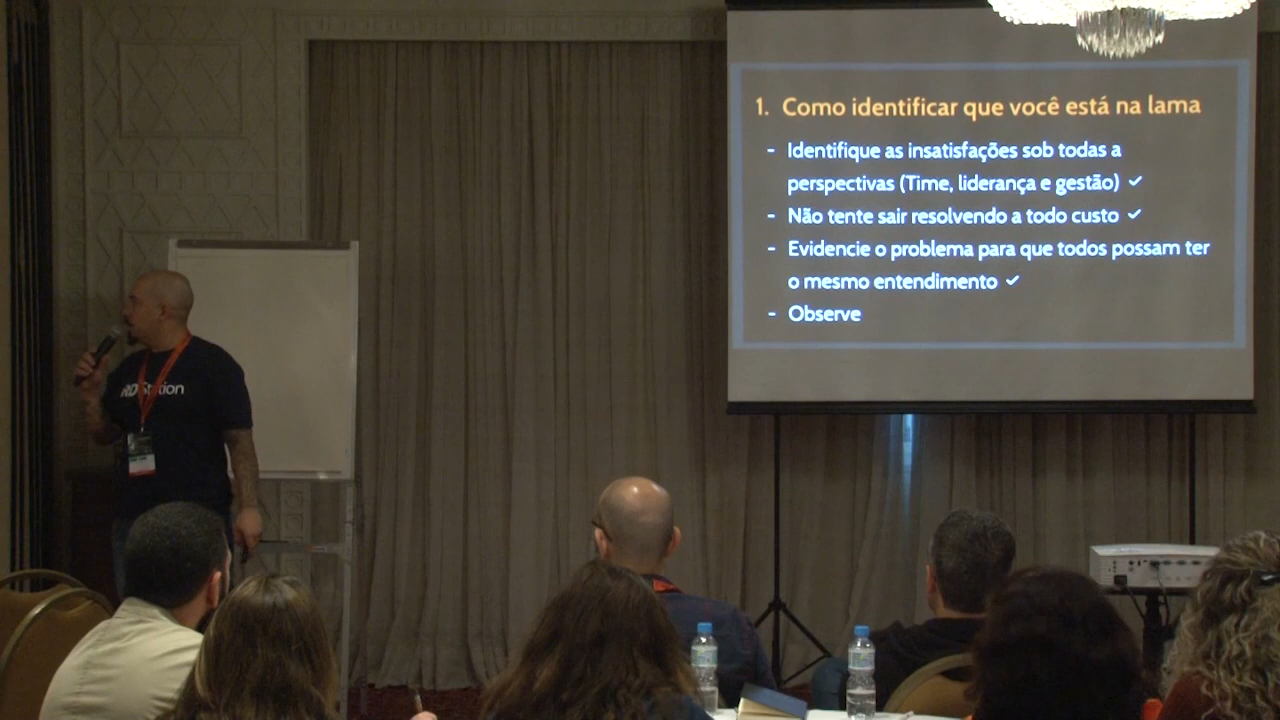 1. Como identificar que você está na lama
- Identifique as insatisfações sob todas a
perspectivas (Time, liderança e gestão) ✓
- Não tente sair resolvendo a todo custo ✓
- Evidencie o problema para que todos possam ter
o mesmo entendimento ✓
- Observe
RD Station